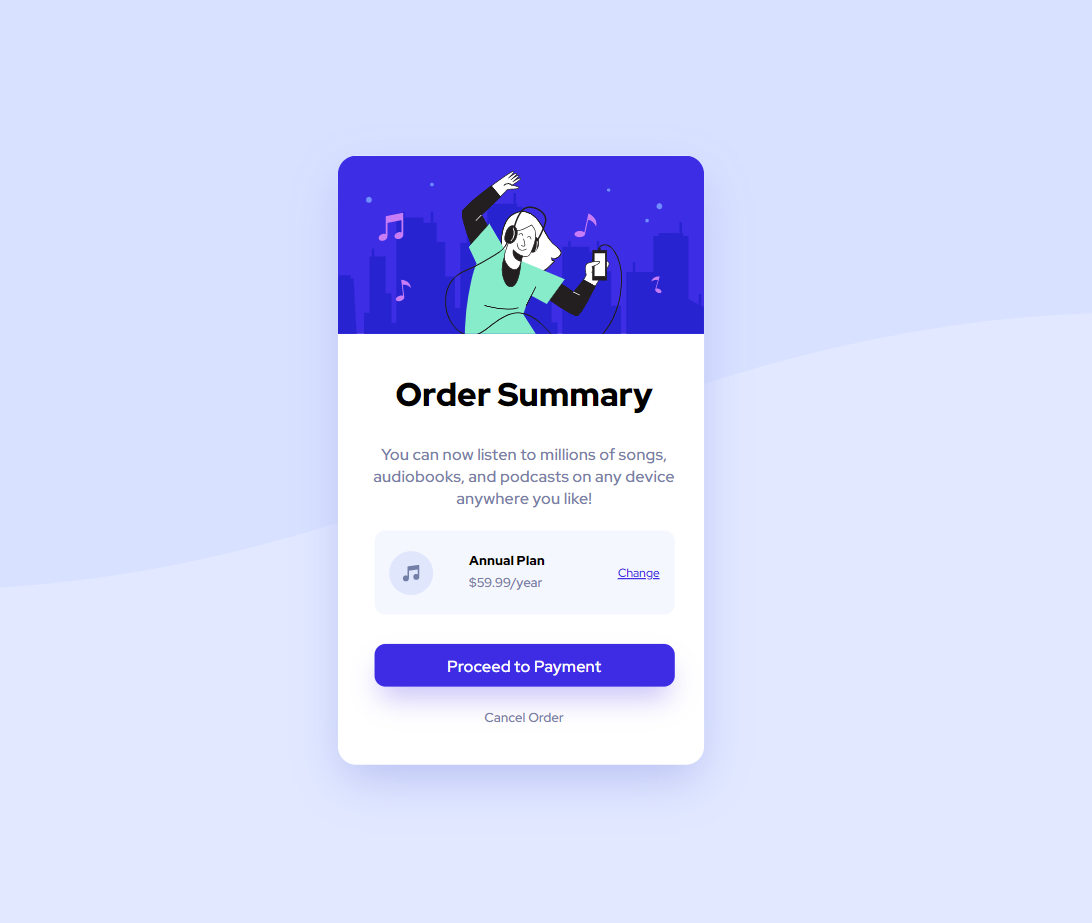 Order Summary
You can now listen to millions of songs,
audiobooks, and podcasts on any device
anywhere you like!
Annual Plan
$59.99/year
Change
Proceed to Payment
Cancel Order